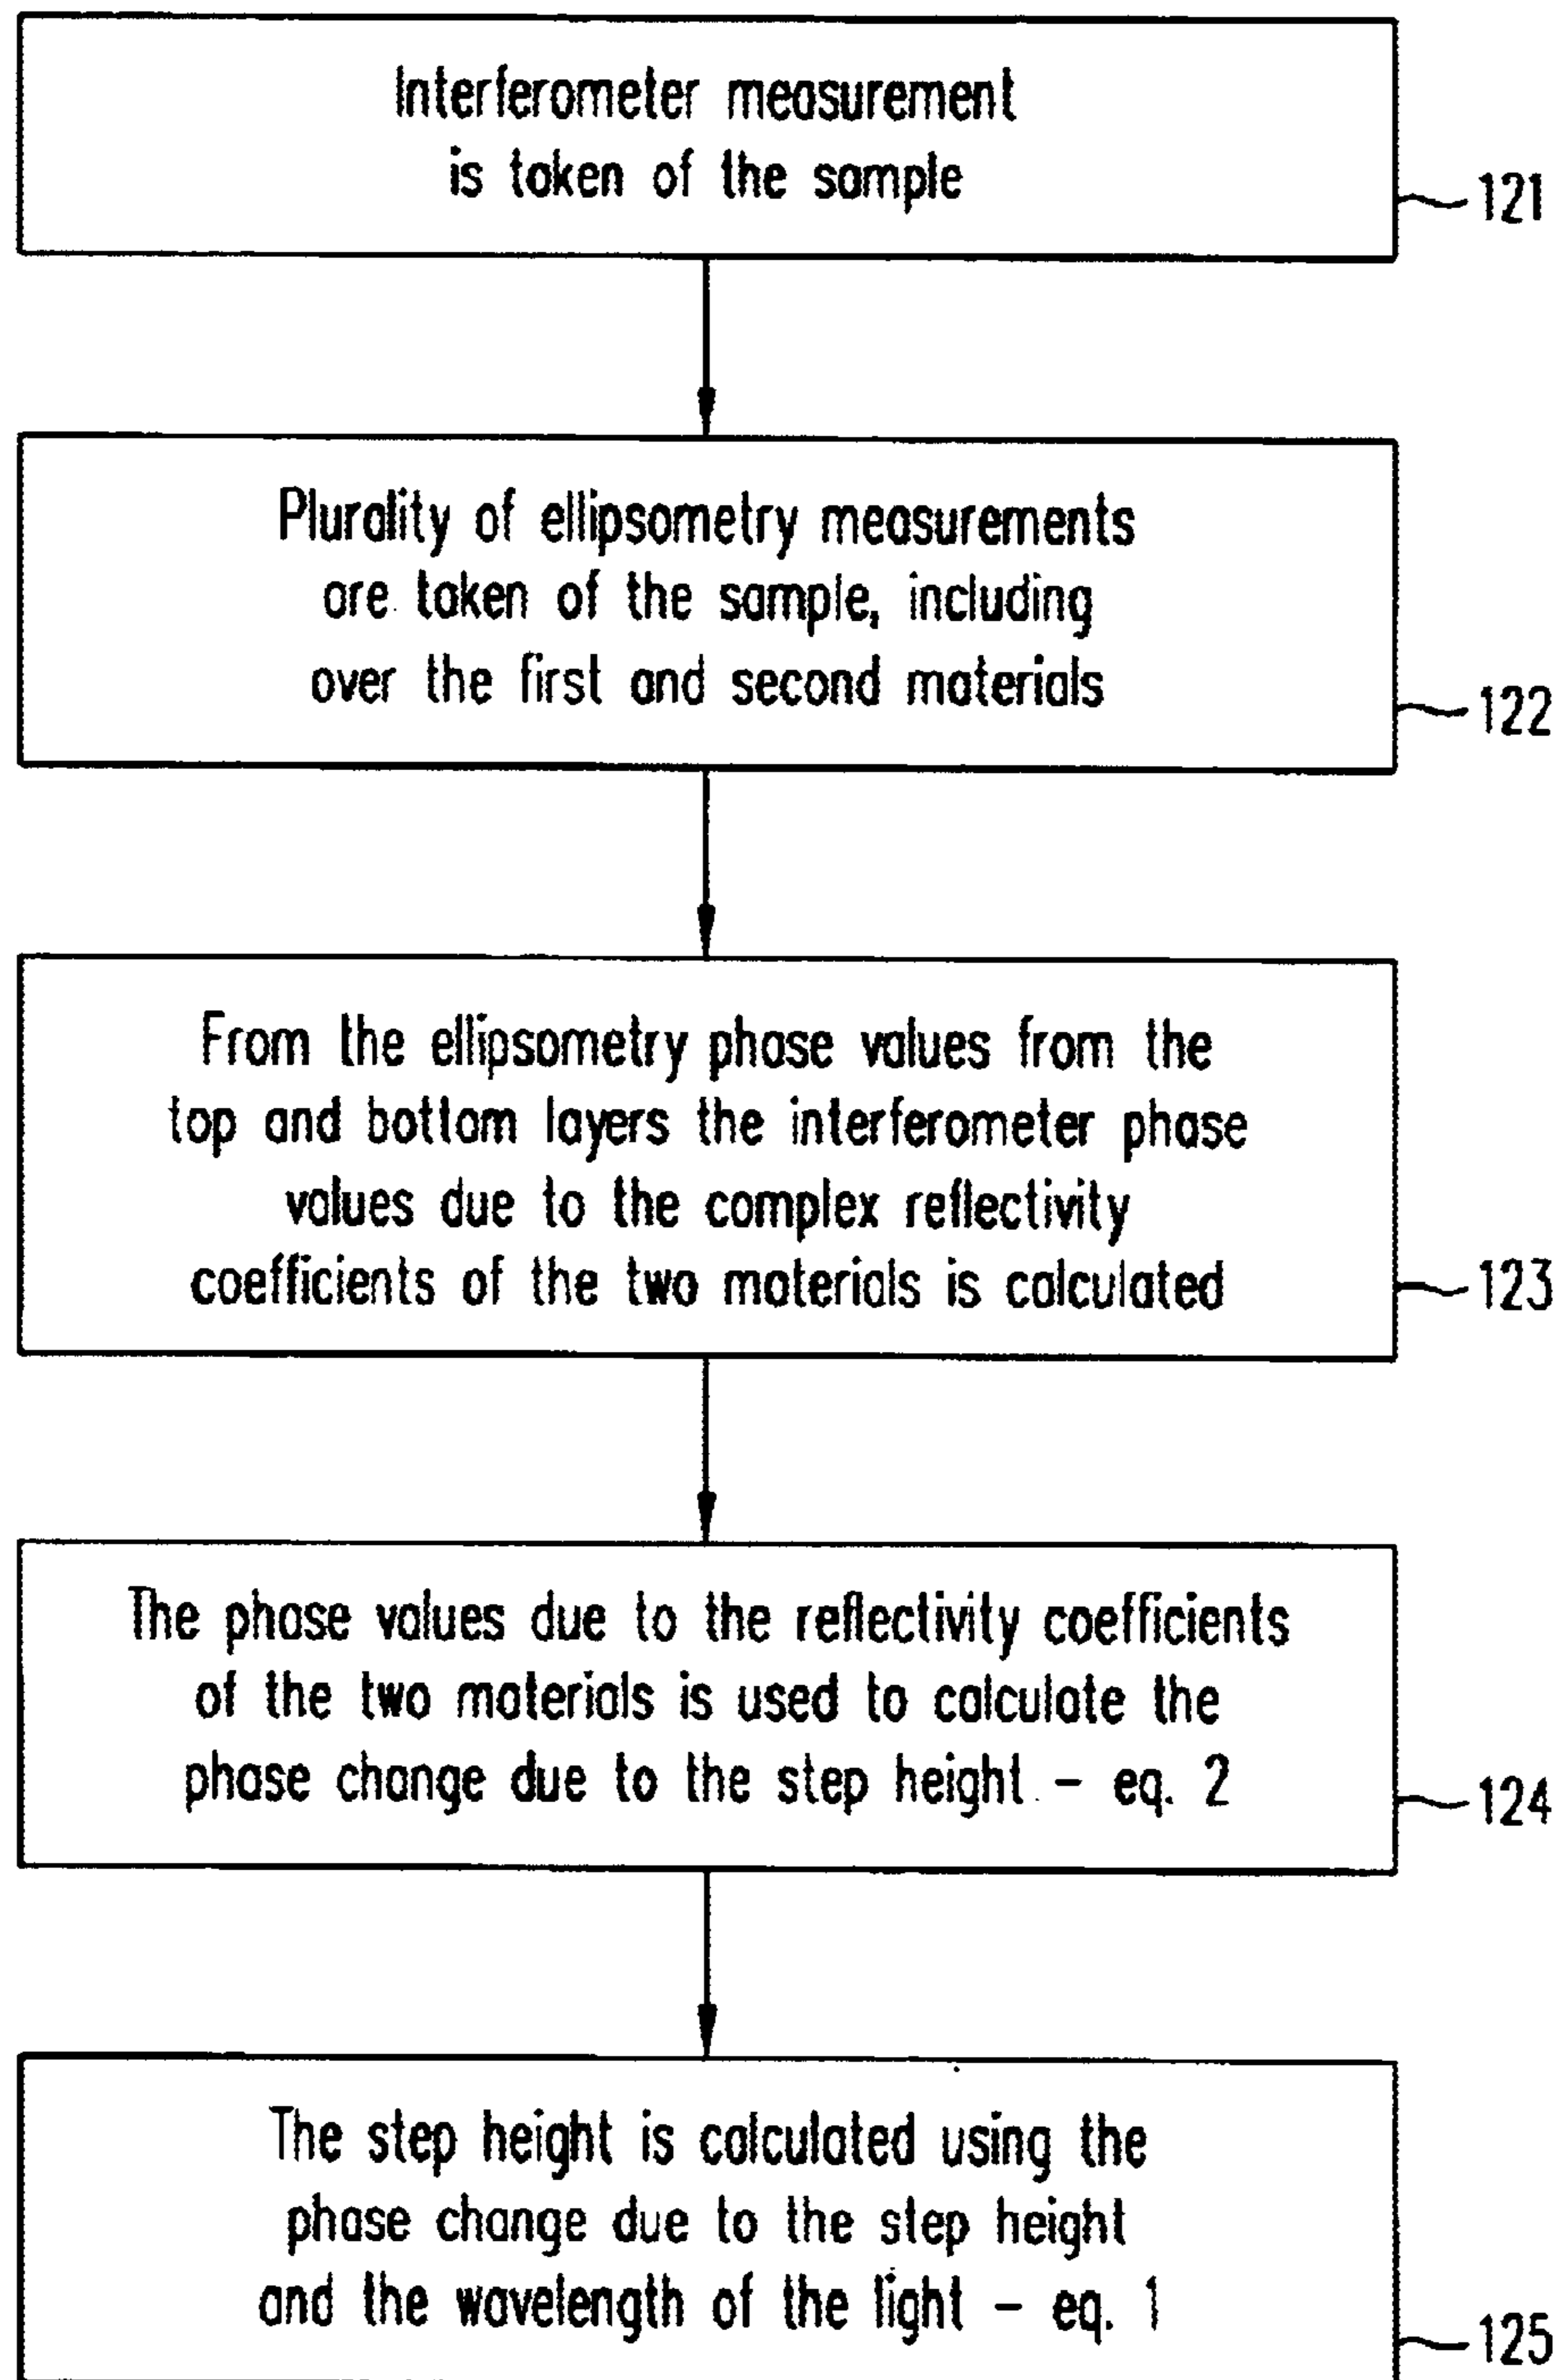 Interferometer measurement
is taken of the sample
121
Plurality of ellipsometry measurements
are taken of the sample, including
over the first and second materials
122
From the ellipsometry phase values from the
top and bottom layers the interferometer phase
values due to the complex reflectivity
coefficients of the two materials is calculated
123
The phase values due to the reflectivity coefficients
of the two materials is used to calculate the
phase change due to the step height - eq. 2
124
The step height is calculated using the
phase change due to the step height
and the wavelength of the light - eq. 1
125